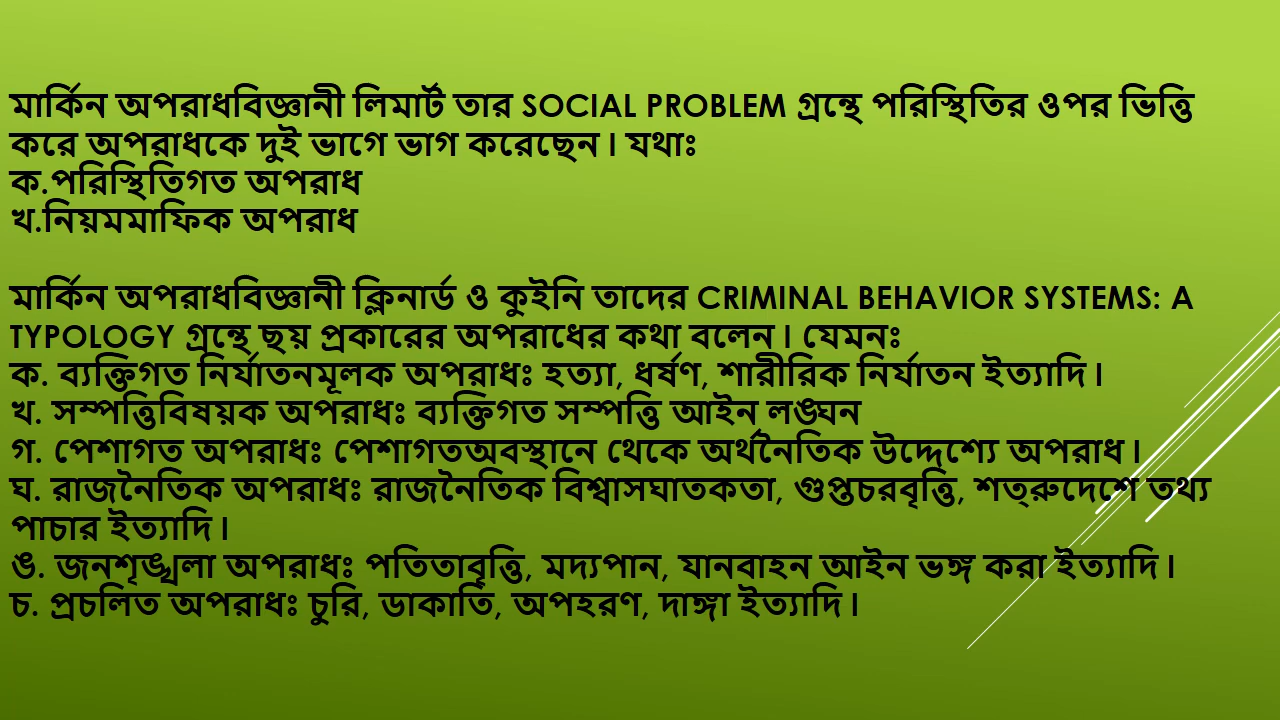 মার্কিন অপরাধবিজ্ঞানী লিমার্ট তার SOCIAL PROBLEM গ্রন্থে পরিস্থিতির ওপর ভিত্তি
করে অপরাধকে দুই ভাগে ভাগ করেছেন। যথাঃ
ক.পরিস্থিতিগত অপরাধ
খ.নিয়মমাফিক অপরাধ
মার্কিন অপরাধবিজ্ঞানী ক্লিনার্ড ও কুইনি তাদের CRIMINAL BEHAVIOR SYSTEMS: A
TYPOLOGY গ্রন্থে ছয় প্রকারের অপরাধের কথা বলেন। যেমনঃ
ক. ব্যক্তিগত নির্যাতনমূলক অপরাধঃ হত্যা, ধর্ষণ, শারীরিক নির্যাতন ইত্যাদি।
খ. সম্পত্তিবিষয়ক অপরাধঃ ব্যক্তিগত সম্পত্তি আইন লঙ্ঘন
গ. পেশাগত অপরাধঃ পেশাগতঅবস্থানে থেকে অর্থনৈতিক উদ্দেশ্যে অপরাধ।
ঘ. রাজনৈতিক অপরাধঃ রাজনৈতিক বিশ্বাসঘাতকতা, গুপ্তচরবৃত্তি, শত্রুদেশে তথ্য
পাচার ইত্যাদি।
ঙ. জনশৃঙ্খলা অপরাধঃ পতিতাবৃত্তি, মদ্যপান, যানবাহন আইন ভঙ্গ করা ইত্যাদি।
চ. প্রচলিত অপরাধঃ চুরি, ডাকাতি, অপহরণ, দাঙ্গা ইত্যাদি।